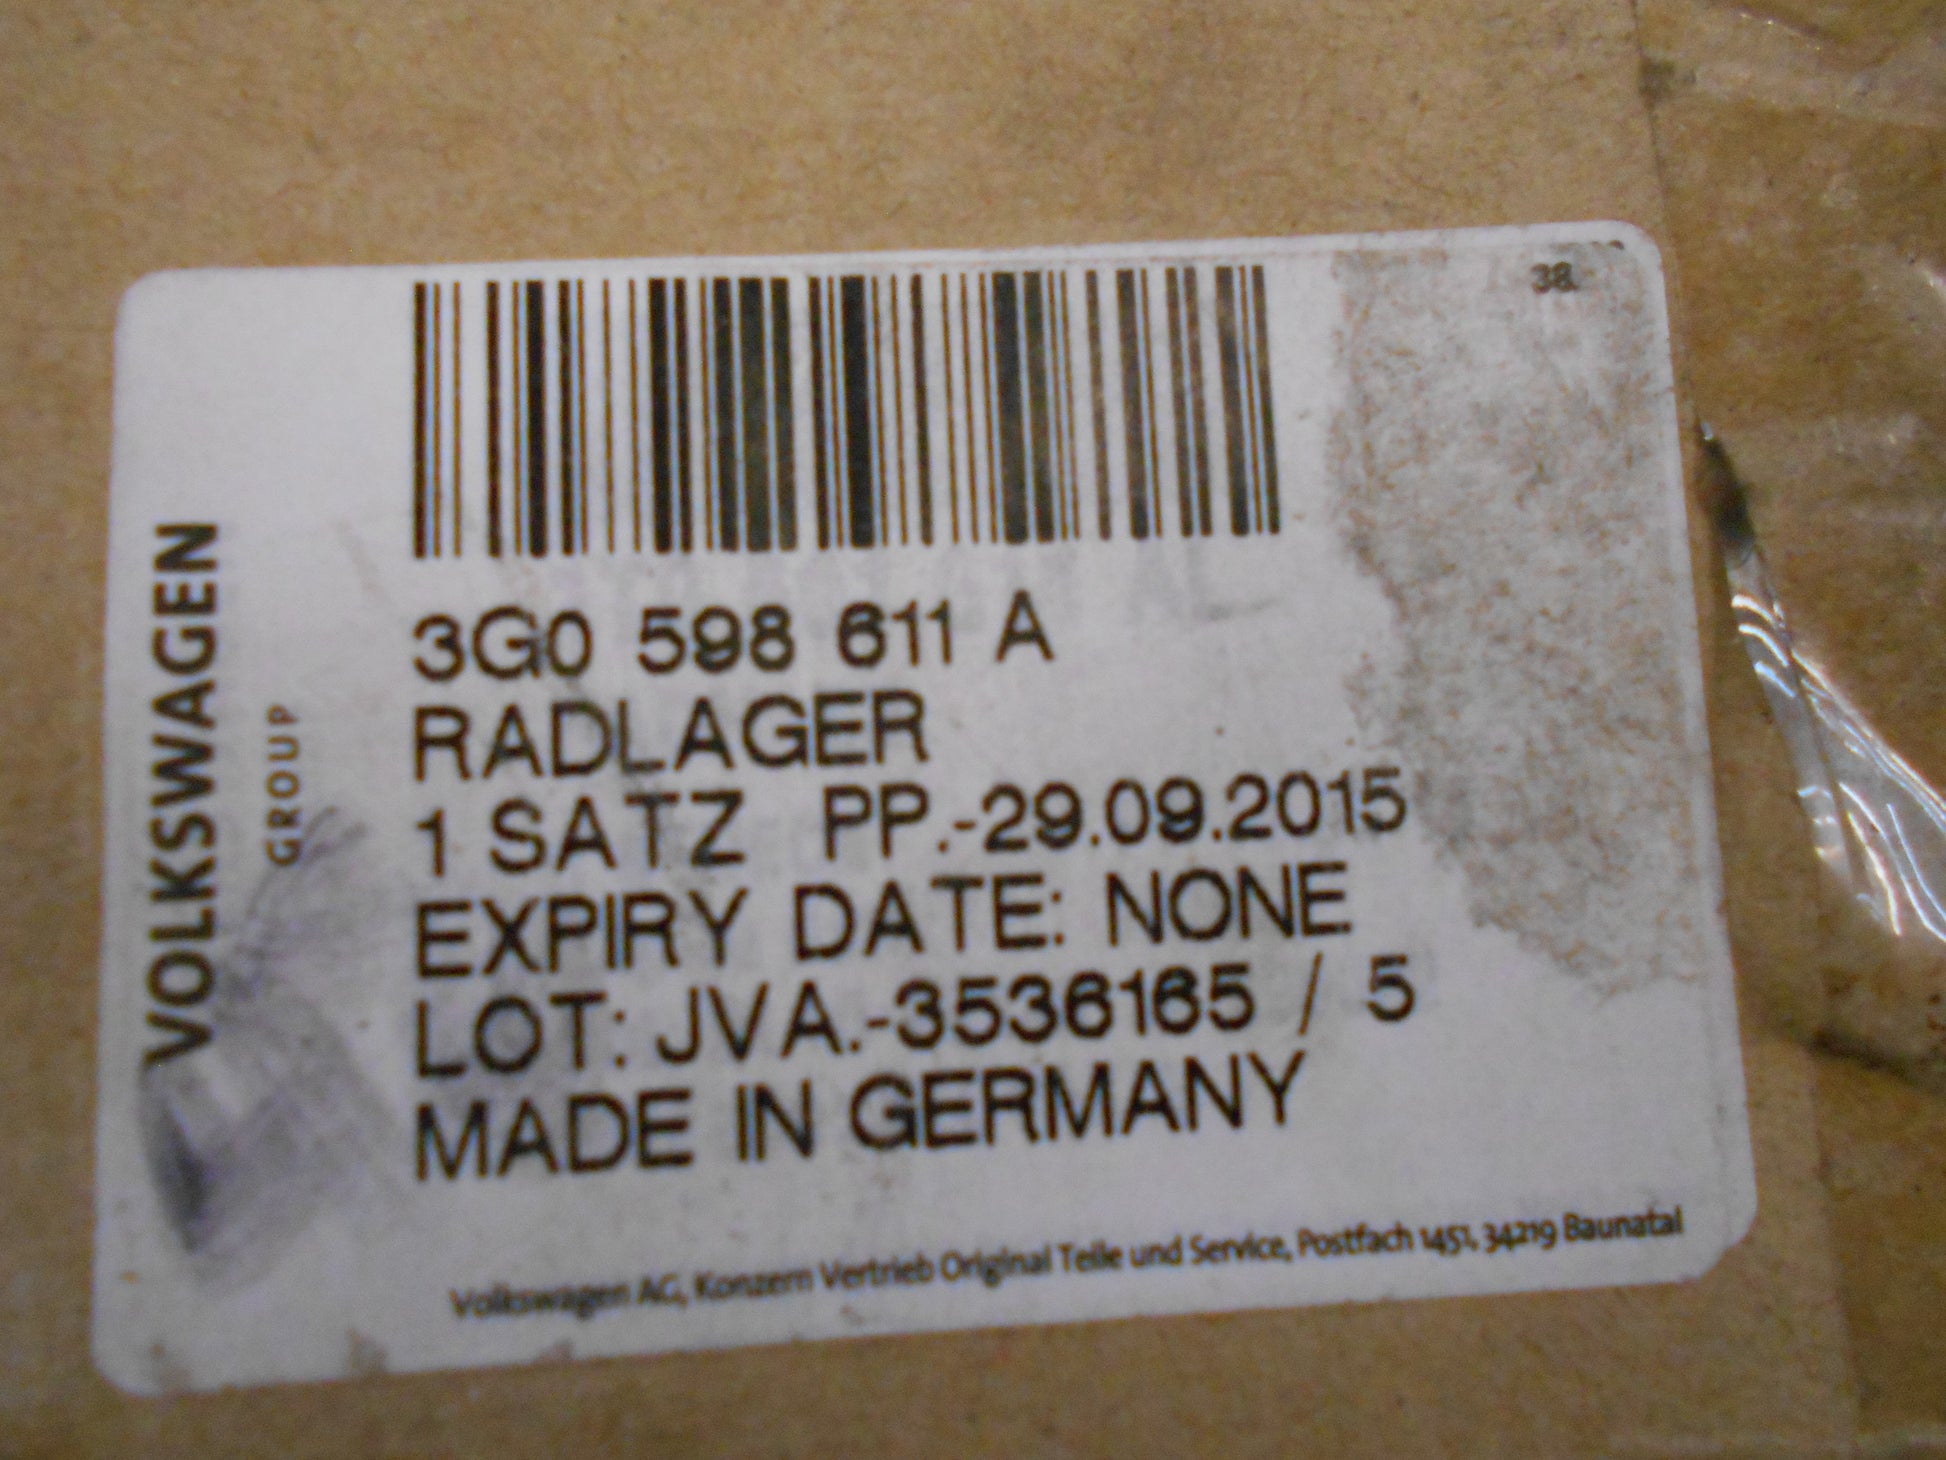 38
VOLKSWAGEN
GROUP
3G0 598 611 A
RADLAGER
1 SATZ PP.-29.09.2015
EXPIRY DATE: NONE
LOT: JVA.-3536165 / 5
MADE IN GERMANY
Volkswagen AG, Konzern Vertrieb Original Teile und Service, Postfach 1451, 34219 Baunatal